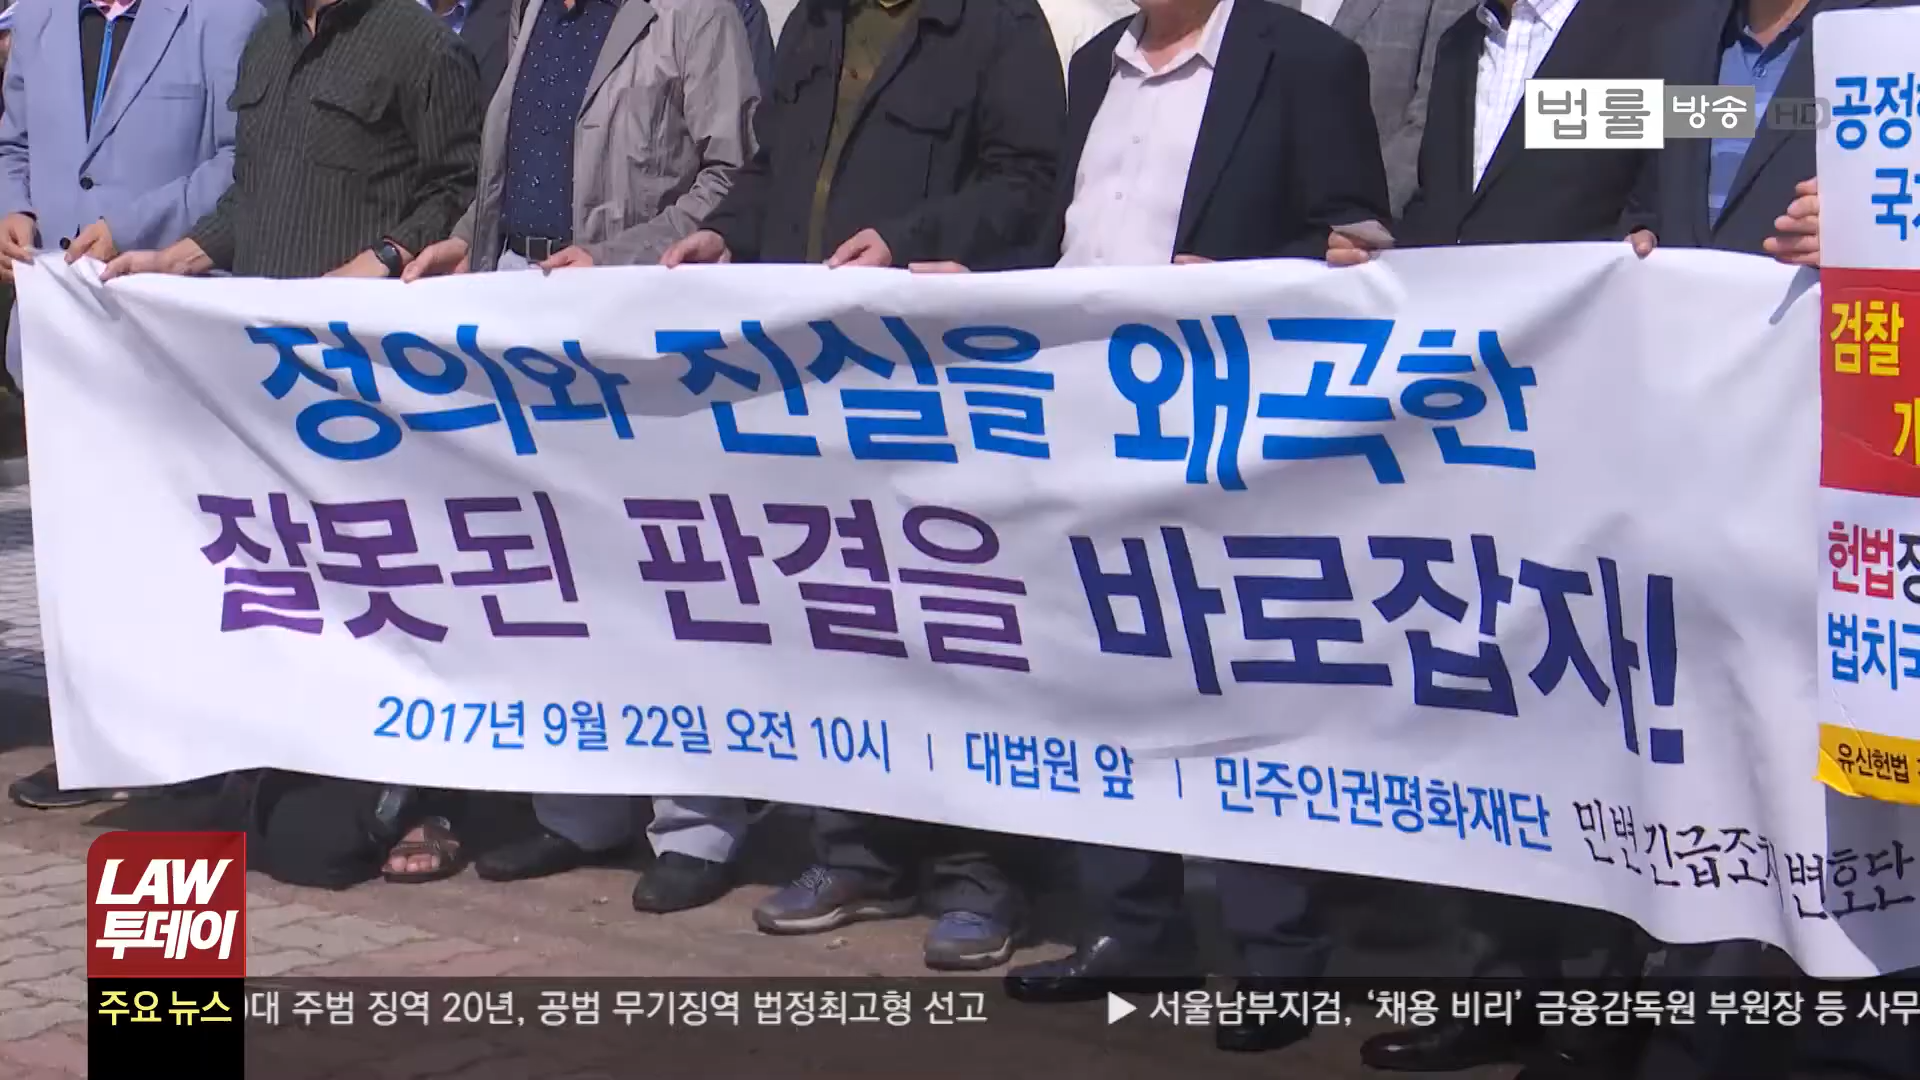 법률방송 HD
공정
국
검찰
헌법
법치국
유신헌법
정의와 진실을 왜곡한
잘못된 판결을 바로잡자!
2017년 9월 22일 오전 10시 | 대법원 앞 | 민주인권평화재단 민변긴급조치변호단
LAW
투데이
주요뉴스
0대 주범 징역 20년, 공범 무기징역 법정최고형 선고 ▶ 서울남부지검, ‘채용 비리’ 금융감독원 부원장 등 사무